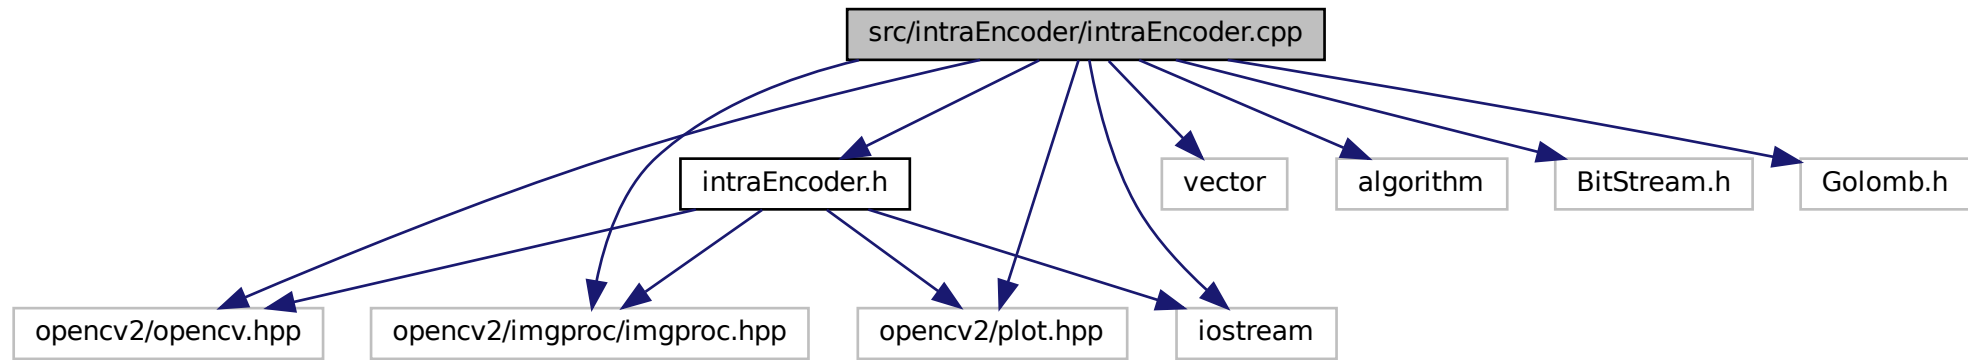 src/intraEncoder/intraEncoder.cpp
intraEncoder.h
vector
algorithm
BitStream.h
Golomb.h
opencv2/opencv.hpp
opencv2/imgproc/imgproc.hpp
opencv2/plot.hpp
iostream